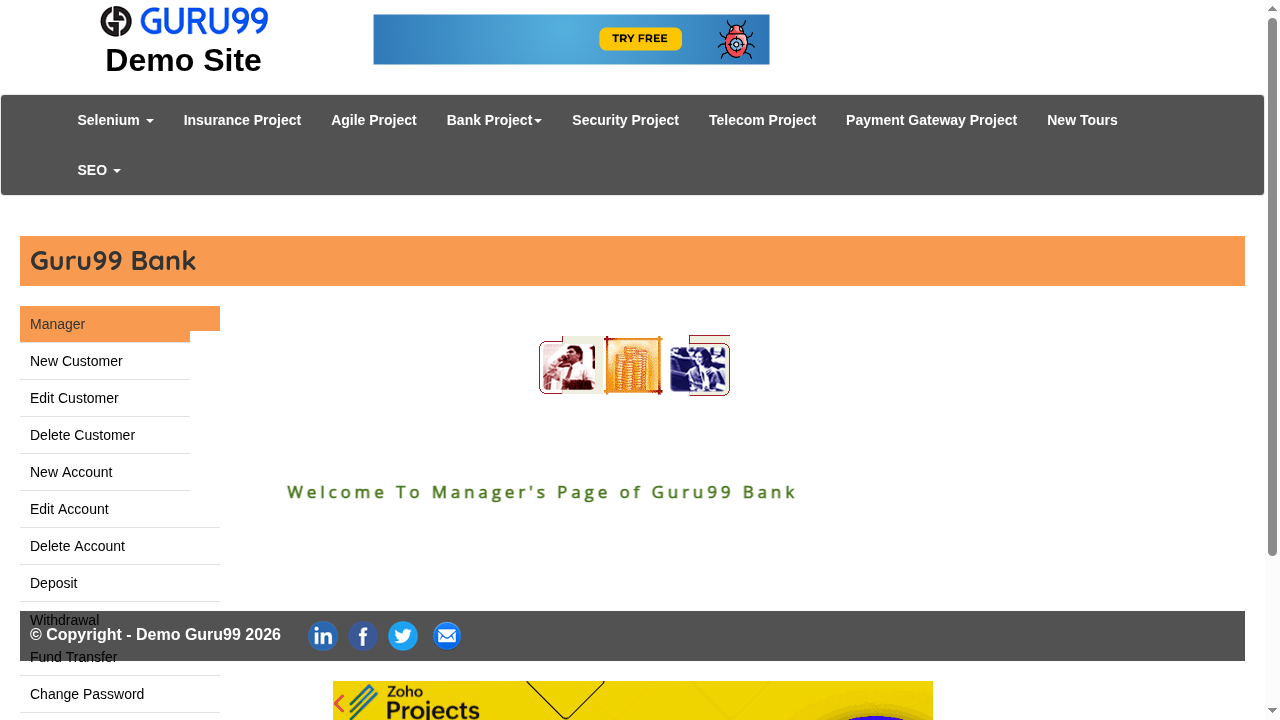 GURU99
Demo Site
TRY FREE
Selenium
Insurance Project
Agile Project
Bank Project
Security Project
Telecom Project
Payment Gateway Project
New Tours
SEO
Guru99 Bank
Manager
New Customer
Edit Customer
Delete Customer
New Account
Edit Account
Delete Account
Deposit
Withdrawal
Fund Transfer
Change Password
Welcome To Manager's Page of Guru99 Bank
© Copyright - Demo Guru99 2026
Zoho
Projects